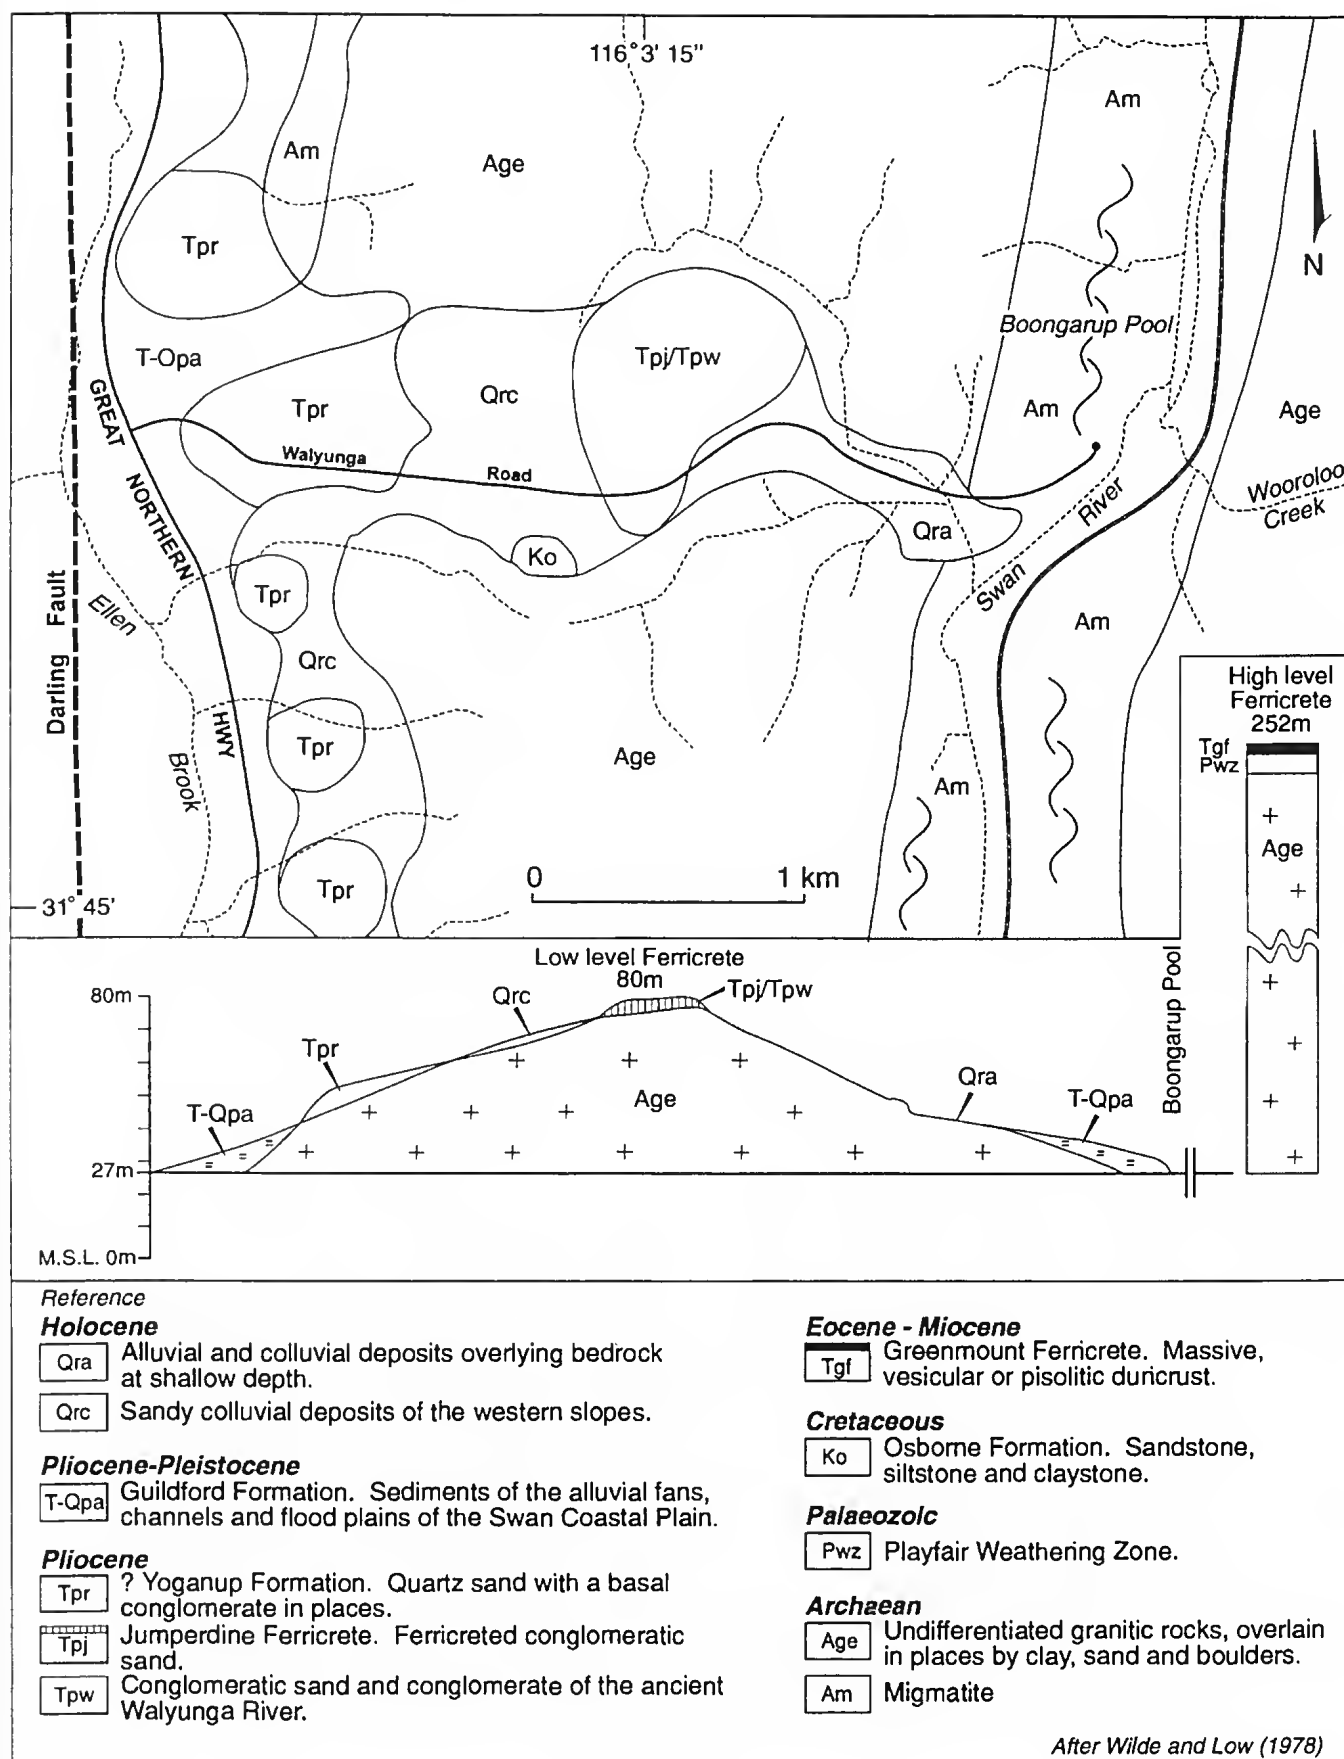 116°3' 15"
Am
Am
Age
N
Tpr
Boongarup Pool
T-Opa
Tpj/Tpw
Tpr
Qrc
Am
Age
GREAT NORTHERN HWY
Walyunga Road
Wooroloo
Creek
River
Qra
Ko
Swan
Tpr
Darling Fault
Ellen
Am
Qrc
High level
Ferricrete
252m
Tpr
Age
Tgf
Pwz
Brook
Am
Age
Tpr
0 1 km
31° 45'
Low level Ferricrete
80m
Boongarup Pool
80m
Qrc
Tpj/Tpw
Tpr
Age
Qra
T-Qpa
T-Qpa
27m
M.S.L. 0m
Reference
Holocene
Qra Alluvial and colluvial deposits overlying bedrock
at shallow depth.
Qrc Sandy colluvial deposits of the western slopes.
Pliocene-Pleistocene
T-Qpa Guildford Formation. Sediments of the alluvial fans,
channels and flood plains of the Swan Coastal Plain.
Pliocene
Tpr ? Yoganup Formation. Quartz sand with a basal
conglomerate in places.
Tpj Jumperdine Ferricrete. Ferricreted conglomeratic
sand.
Tpw Conglomeratic sand and conglomerate of the ancient
Walyunga River.
Eocene - Miocene
Tgf Greenmount Ferricrete. Massive,
vesicular or pisolitic duricrust.
Cretaceous
Ko Osborne Formation. Sandstone,
siltstone and claystone.
Palaeozoic
Pwz Playfair Weathering Zone.
Archaean
Age Undifferentiated granitic rocks, overlain
in places by clay, sand and boulders.
Am Migmatite
After Wilde and Low (1978)